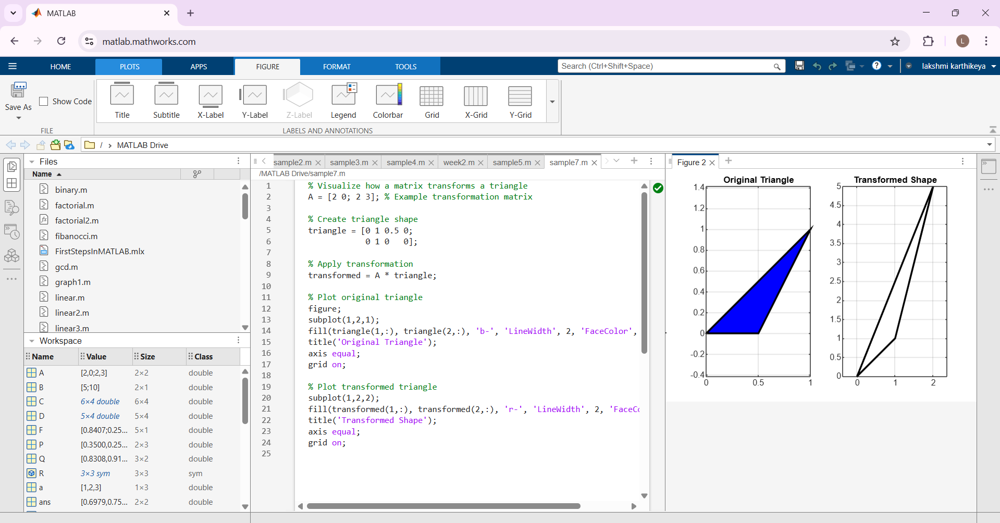 MATLAB
matlab.mathworks.com
L
HOME
PLOTS
APPS
FIGURE
FORMAT
TOOLS
Search (Ctrl+Shift+Space)
lakshmi karthikeya
Save As
Show Code
FILE
Title
Subtitle
X-Label
Y-Label
Z-Label
Legend
Colorbar
Grid
X-Grid
Y-Grid
LABELS AND ANNOTATIONS
/ › MATLAB Drive
Files
Name
binary.m
factorial.m
factorial2.m
fibanocci.m
FirstStepsInMATLAB.mlx
gcd.m
graph1.m
linear.m
linear2.m
linear3.m
Workspace
Name Value Size Class
A [2,0;2,3] 2×2 double
B [5;10] 2×1 double
C 6×4 double 6×4 double
D 5×4 double 5×4 double
F [0.8407;0.25... 5×1 double
P [0.3500,0.25... 2×3 double
Q [0.8308,0.91... 3×2 double
R 3×3 sym 3×3 sym
a [1,2,3] 1×3 double
ans [0.6979,0.75... 2×2 double
sample2.m
sample3.m
sample4.m
week2.m
sample5.m
sample7.m
/MATLAB Drive/sample7.m
1 % Visualize how a matrix transforms a triangle
2 A = [2 0; 2 3]; % Example transformation matrix
3
4 % Create triangle shape
5 triangle = [0 1 0.5 0;
6 0 1 0 0];
7
8 % Apply transformation
9 transformed = A * triangle;
10
11 % Plot original triangle
12 figure;
13 subplot(1,2,1);
14 fill(triangle(1,:), triangle(2,:), 'b-', 'LineWidth', 2, 'FaceColor',
15 title('Original Triangle');
16 axis equal;
17 grid on;
18
19 % Plot transformed triangle
20 subplot(1,2,2);
21 fill(transformed(1,:), transformed(2,:), 'r-', 'LineWidth', 2, 'FaceCo
22 title('Transformed Shape');
23 axis equal;
24 grid on;
25
Figure 2
Original Triangle
1.4
1.2
1
0.8
0.6
0.4
0.2
0
-0.2
-0.4
0 0.5 1
Transformed Shape
5
4.5
4
3.5
3
2.5
2
1.5
1
0.5
0
0 1 2